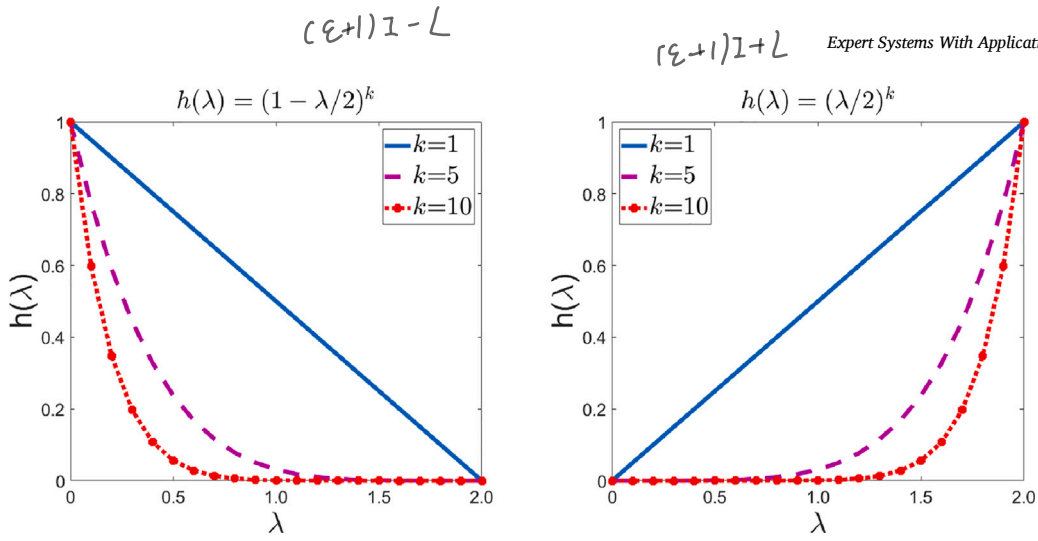 Expert Systems With Applicati
h(λ) = (1 − λ/2)^k
k=1
k=5
k=10
h(λ)
1
0.8
0.6
0.4
0.2
0
0 0.5 1.0 1.5 2.0
λ
h(λ) = (λ/2)^k
k=1
k=5
k=10
h(λ)
1
0.8
0.6
0.4
0.2
0
0 0.5 1.0 1.5 2.0
λ